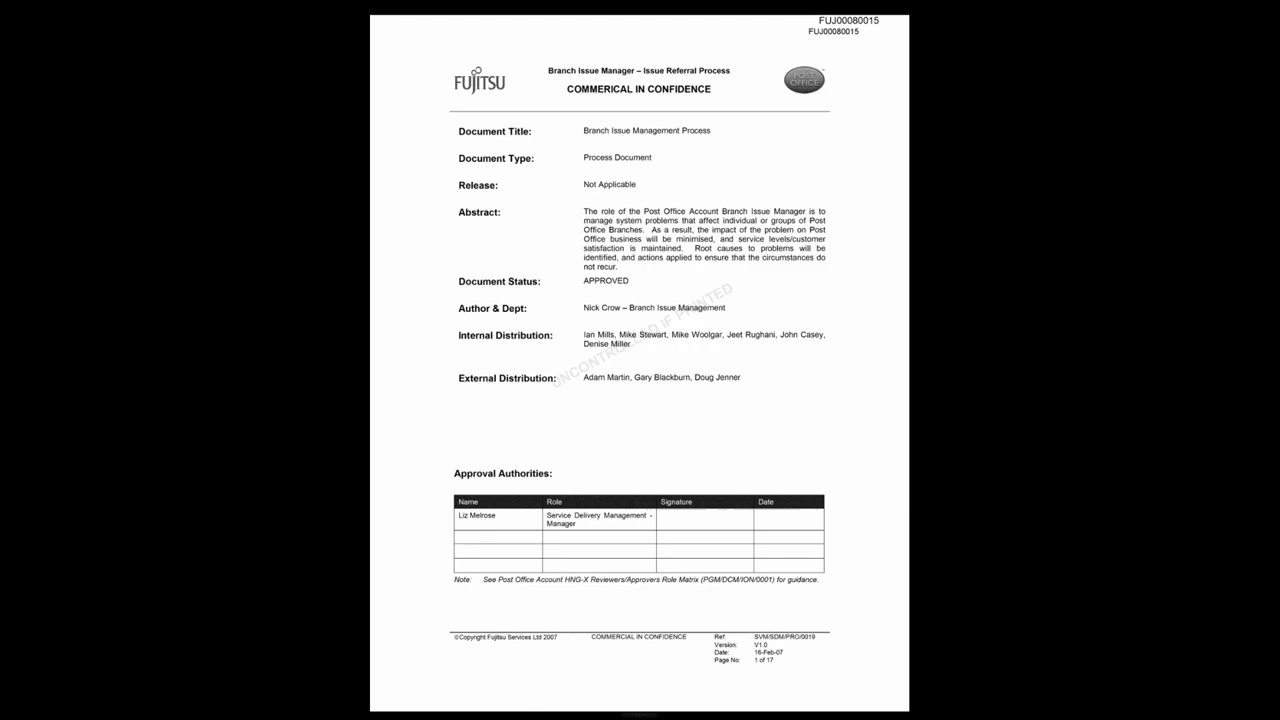 FUJ00080015
FUJ00080015
FUJITSU
Branch Issue Manager – Issue Referral Process
COMMERICAL IN CONFIDENCE
POST OFFICE
Document Title: Branch Issue Management Process
Document Type: Process Document
Release: Not Applicable
Abstract: The role of the Post Office Account Branch Issue Manager is to
manage system problems that affect individual or groups of Post
Office Branches. As a result, the impact of the problem on Post
Office business will be minimised, and service levels/customer
satisfaction is maintained. Root causes to problems will be
identified, and actions applied to ensure that the circumstances do
not recur.
Document Status: APPROVED
Author & Dept: Nick Crow – Branch Issue Management
Internal Distribution: Ian Mills, Mike Stewart, Mike Woolgar, Jeet Rughani, John Casey,
Denise Miller
UNCONTROLLED IF PRINTED
External Distribution: Adam Martin, Gary Blackburn, Doug Jenner
Approval Authorities:
Name Role Signature Date
Liz Melrose Service Delivery Management -
Manager
Note: See Post Office Account HNG-X Reviewers/Approvers Role Matrix (PGM/DCM/ION/0001) for guidance.
©Copyright Fujitsu Services Ltd 2007 COMMERCIAL IN CONFIDENCE Ref: SVM/SDM/PRO/0019
Version: V1.0
Date: 16-Feb-07
Page No: 1 of 17